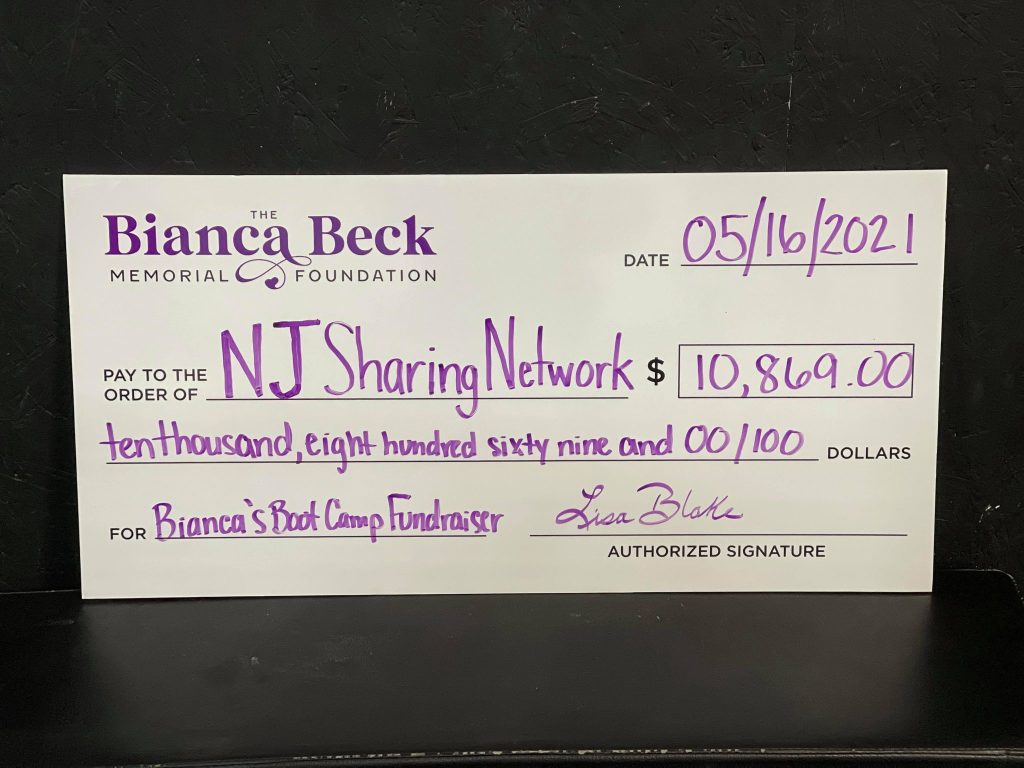 THE
Bianca Beck
MEMORIAL FOUNDATION
DATE 05/16/2021
PAY TO THE ORDER OF NJ Sharing Network $ 10,869.00
ten thousand, eight hundred sixty nine and 00/100 DOLLARS
FOR Bianca's Boot Camp Fundraiser Lisa Blake
AUTHORIZED SIGNATURE